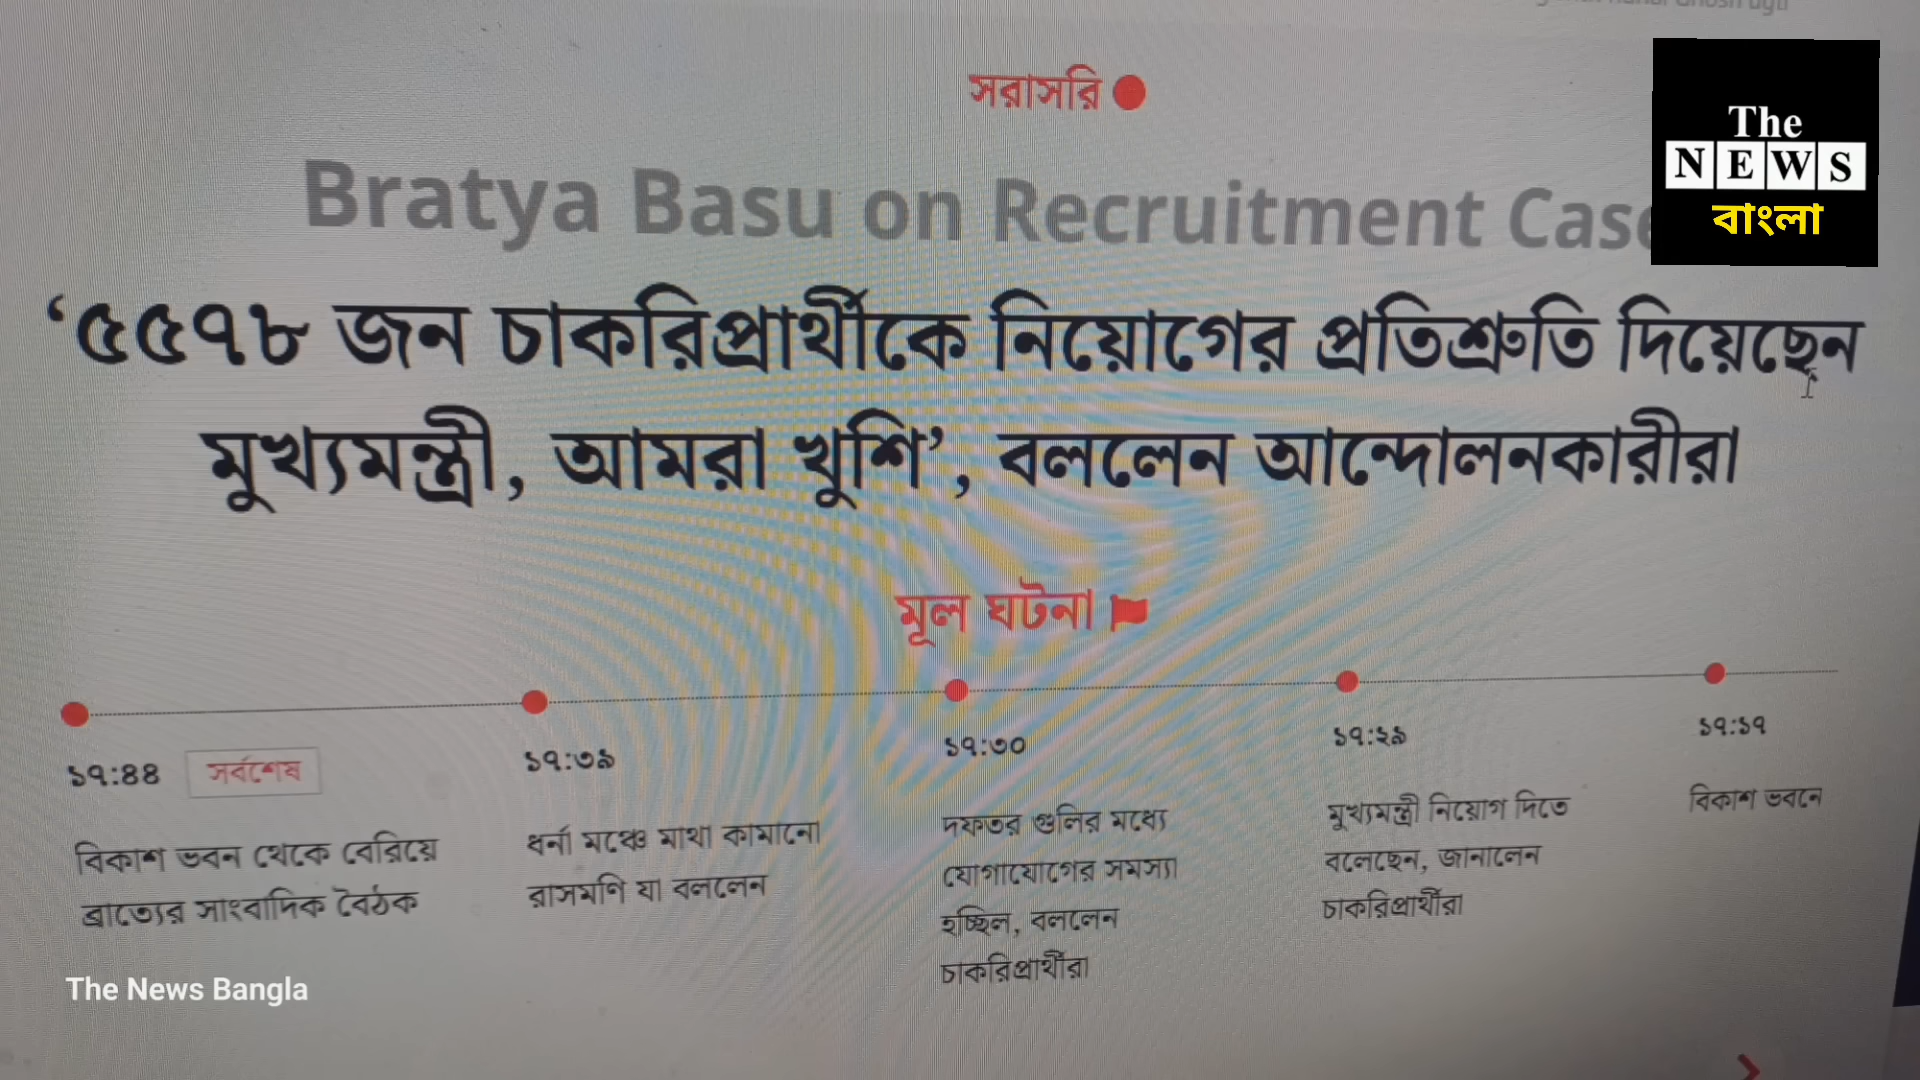 সরাসরি
The
NEWS
বাংলা
Bratya Basu on Recruitment Case
‘৫৫৭৮ জন চাকরিপ্রার্থীকে নিয়োগের প্রতিশ্রুতি দিয়েছেন
মুখ্যমন্ত্রী, আমরা খুশি’, বললেন আন্দোলনকারীরা
মূল ঘটনা
১৭:৪৪ সর্বশেষ
বিকাশ ভবন থেকে বেরিয়ে
ব্রাত্যের সাংবাদিক বৈঠক
১৭:৩৯
ধর্না মঞ্চে মাথা কামানো
রাসমণি যা বললেন
১৭:৩০
দফতর গুলির মধ্যে
যোগাযোগের সমস্যা
হচ্ছিল, বললেন
চাকরিপ্রার্থীরা
১৭:২৯
মুখ্যমন্ত্রী নিয়োগ দিতে
বলেছেন, জানালেন
চাকরিপ্রার্থীরা
১৭:১৭
বিকাশ ভবনে
The News Bangla